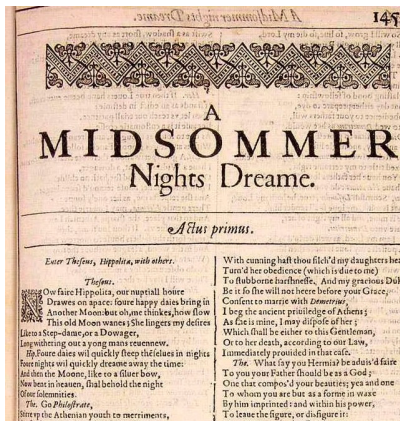 145
A
MIDSOMMER
Nights Dreame.
Actus primus.
Enter Theseus, Hippolita, with others.
Theseus.
NOw faire Hippolita, our nuptiall houre
Drawes on apace: foure happy daies bring in
Another Moon: but oh, me thinkes, how slow
This old Moon wanes; She lingers my desires
Like to a Step-dame, or a Dowager,
Long withering out a yong mans reuennew.
Hip. Foure daies wil quickly steep thēselues in nights
Foure nights wil quickly dreame away the time:
And then the Moone, like to a siluer bow,
Now bent in heauen, shal behold the night
Of our solemnities.
The. Go Philostrate,
Stirre vp the Athenian youth to merriments,
With cunning hast thou filch'd my daughters
Turn'd her obedience (which is due to me)
To stubborne harshnesse. And my gracious
Be it so she will not heere before your Grace,
Consent to marrie with Demetrius,
I beg the ancient priuiledge of Athens;
As she is mine, I may dispose of her;
Which shall be either to this Gentleman,
Or to her death, according to our Law,
Immediately prouided in that case.
The. What say you Hermia? be aduis'd faire
To you your Father should be as a God;
One that compos'd your beauties; yea and one
To whom you are but as a forme in waxe
By him imprinted: and within his power,
To leaue the figure, or disfigure it: